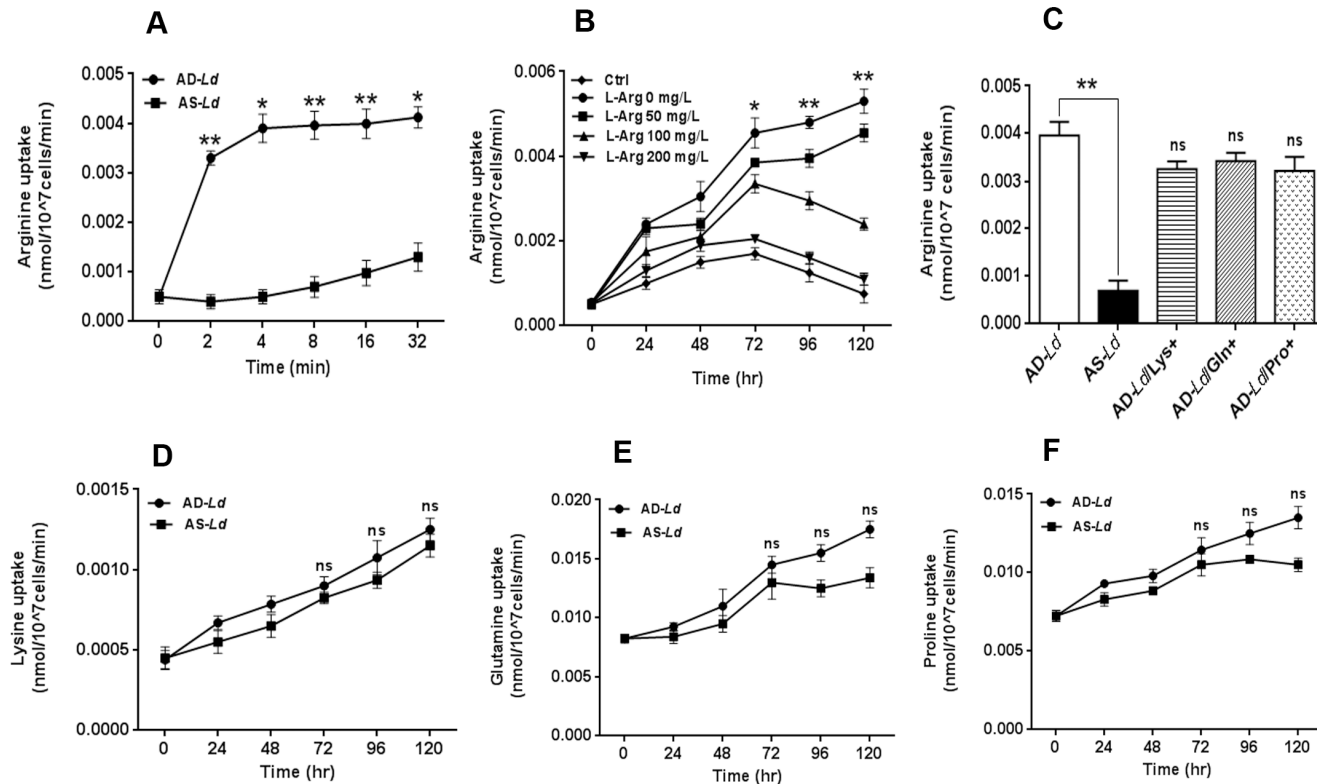 A
AD-Ld
AS-Ld
0.005
0.004
0.003
0.002
0.001
0.000
**
*
**
**
*
0
2
4
8
16
32
Time (min)
Arginine uptake
(nmol/10^7cells/min)
B
Ctrl
L-Arg 0 mg/L
L-Arg 50 mg/L
L-Arg 100 mg/L
L-Arg 200 mg/L
0.006
0.004
0.002
0.000
*
**
**
0
24
48
72
96
120
Time (hr)
Arginine uptake
(nmol/10^7cells/min)
C
0.005
0.004
0.003
0.002
0.001
0.000
**
ns
ns
ns
AD-Ld
AS-Ld
AD-Ld/Lys+
AD-Ld/Gln+
AD-Ld/Pro+
Arginine uptake
(nmol/10^7 cells/min)
D
AD-Ld
AS-Ld
0.0015
0.0010
0.0005
0.0000
ns
ns
ns
0
24
48
72
96
120
Time (hr)
Lysine uptake
(nmol/10^7cells/min)
E
AD-Ld
AS-Ld
0.020
0.015
0.010
0.005
0.000
ns
ns
ns
0
24
48
72
96
120
Time (hr)
Glutamine uptake
(nmol/10^7cells/min)
F
AD-Ld
AS-Ld
0.015
0.010
0.005
0.000
ns
ns
ns
0
24
48
72
96
120
Time (hr)
Proline uptake
(nmol/10^7cells/min)